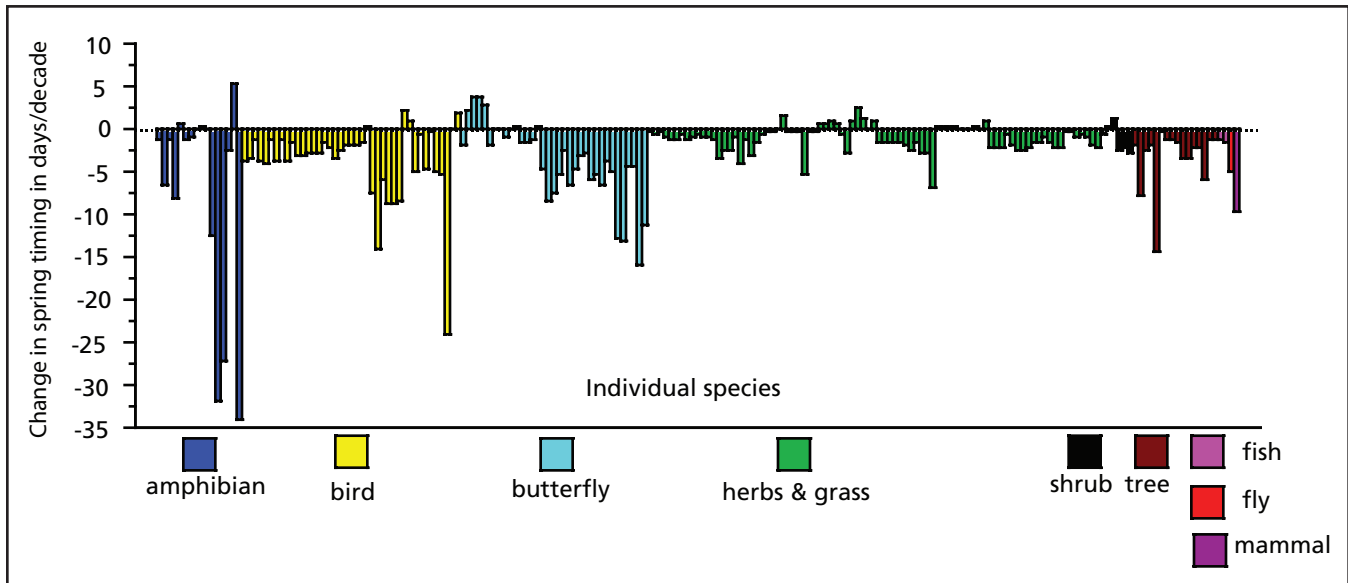 Change in spring timing in days/decade
10
5
0
-5
-10
-15
-20
-25
-30
-35
Individual species
amphibian
bird
butterfly
herbs & grass
shrub
tree
fish
fly
mammal